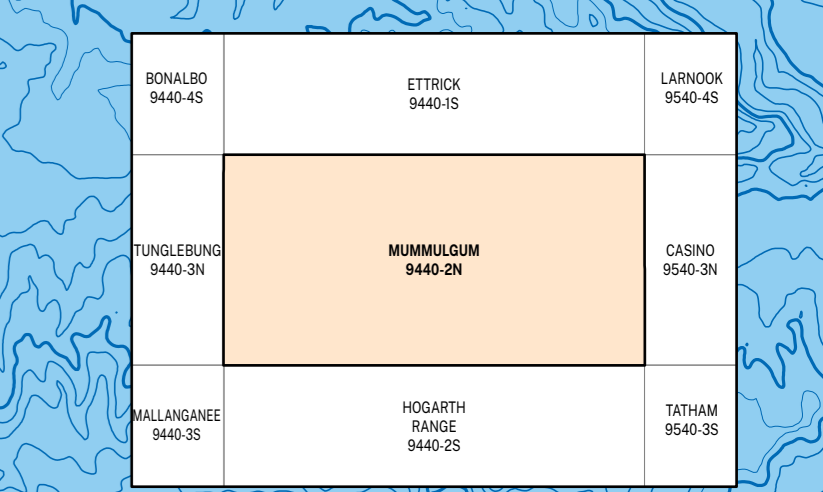 BONALBO
9440-4S
ETTRICK
9440-1S
LARNOOK
9540-4S
TUNGLEBUNG
9440-3N
MUMMULGUM
9440-2N
CASINO
9540-3N
MALLANGANEE
9440-3S
HOGARTH
RANGE
9440-2S
TATHAM
9540-3S